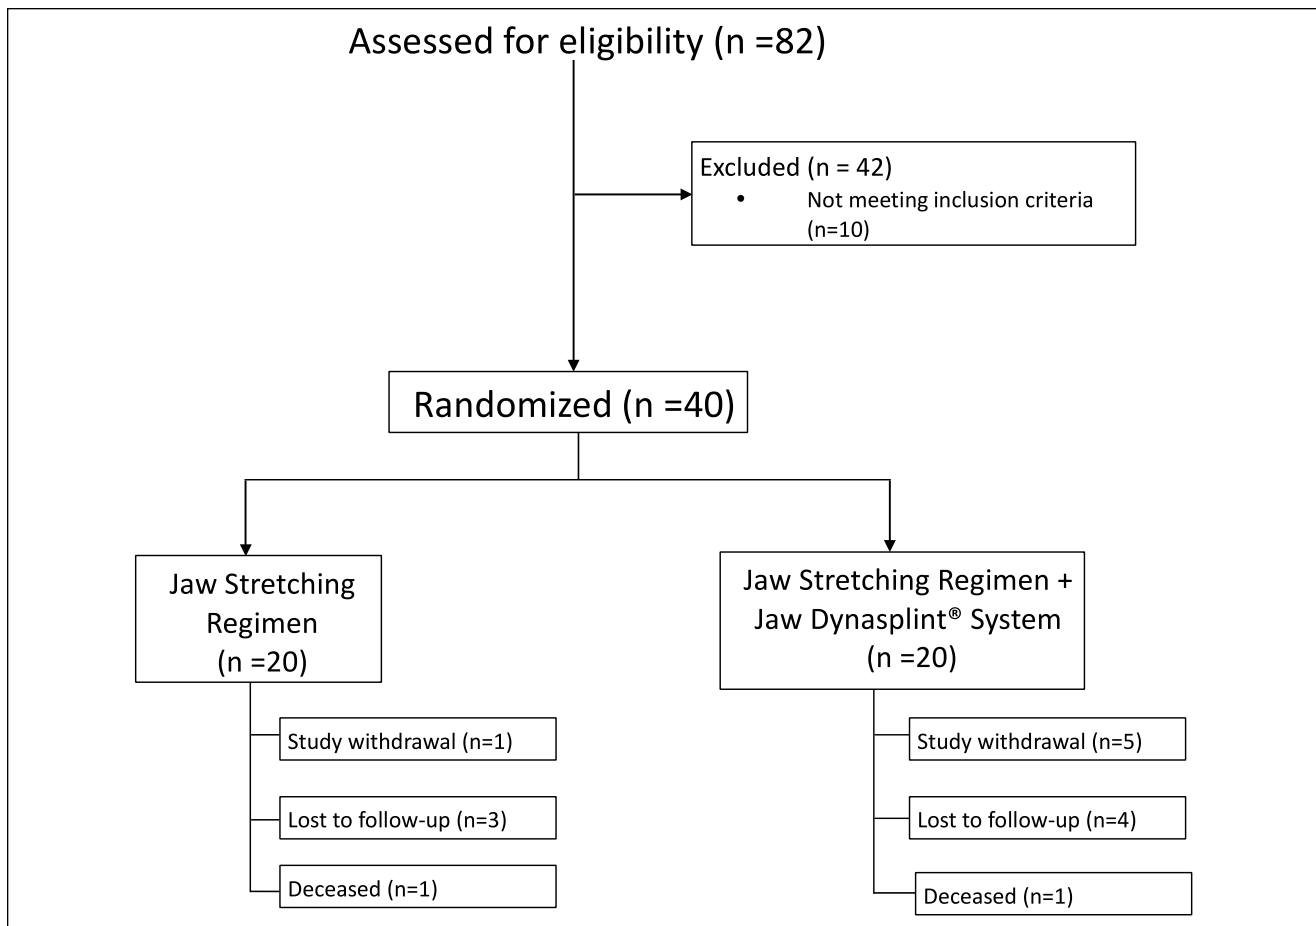 Assessed for eligibility (n =82)
Excluded (n = 42)
• Not meeting inclusion criteria
(n=10)
Randomized (n =40)
Jaw Stretching
Regimen
(n =20)
Jaw Stretching Regimen +
Jaw Dynasplint® System
(n =20)
Study withdrawal (n=1)
Lost to follow-up (n=3)
Deceased (n=1)
Study withdrawal (n=5)
Lost to follow-up (n=4)
Deceased (n=1)